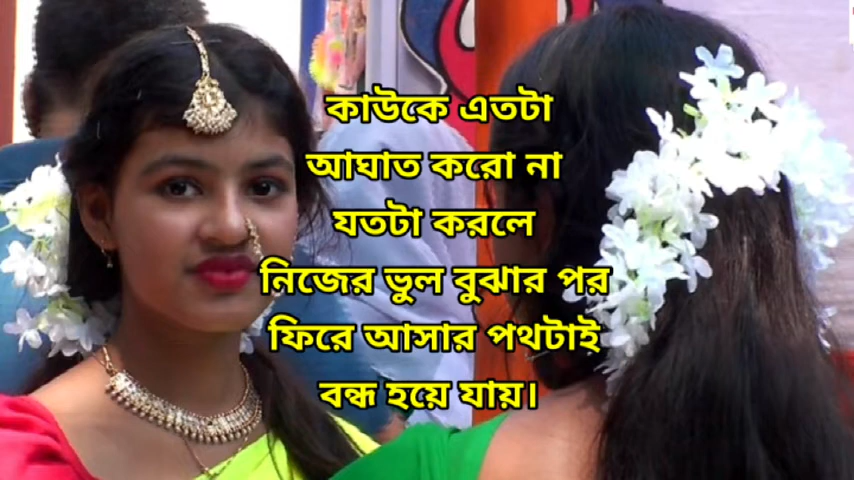 কাউকে এতটা
আঘাত করো না
যতটা করলে
নিজের ভুল বুঝার পর
ফিরে আসার পথটাই
বন্ধ হয়ে যায়।